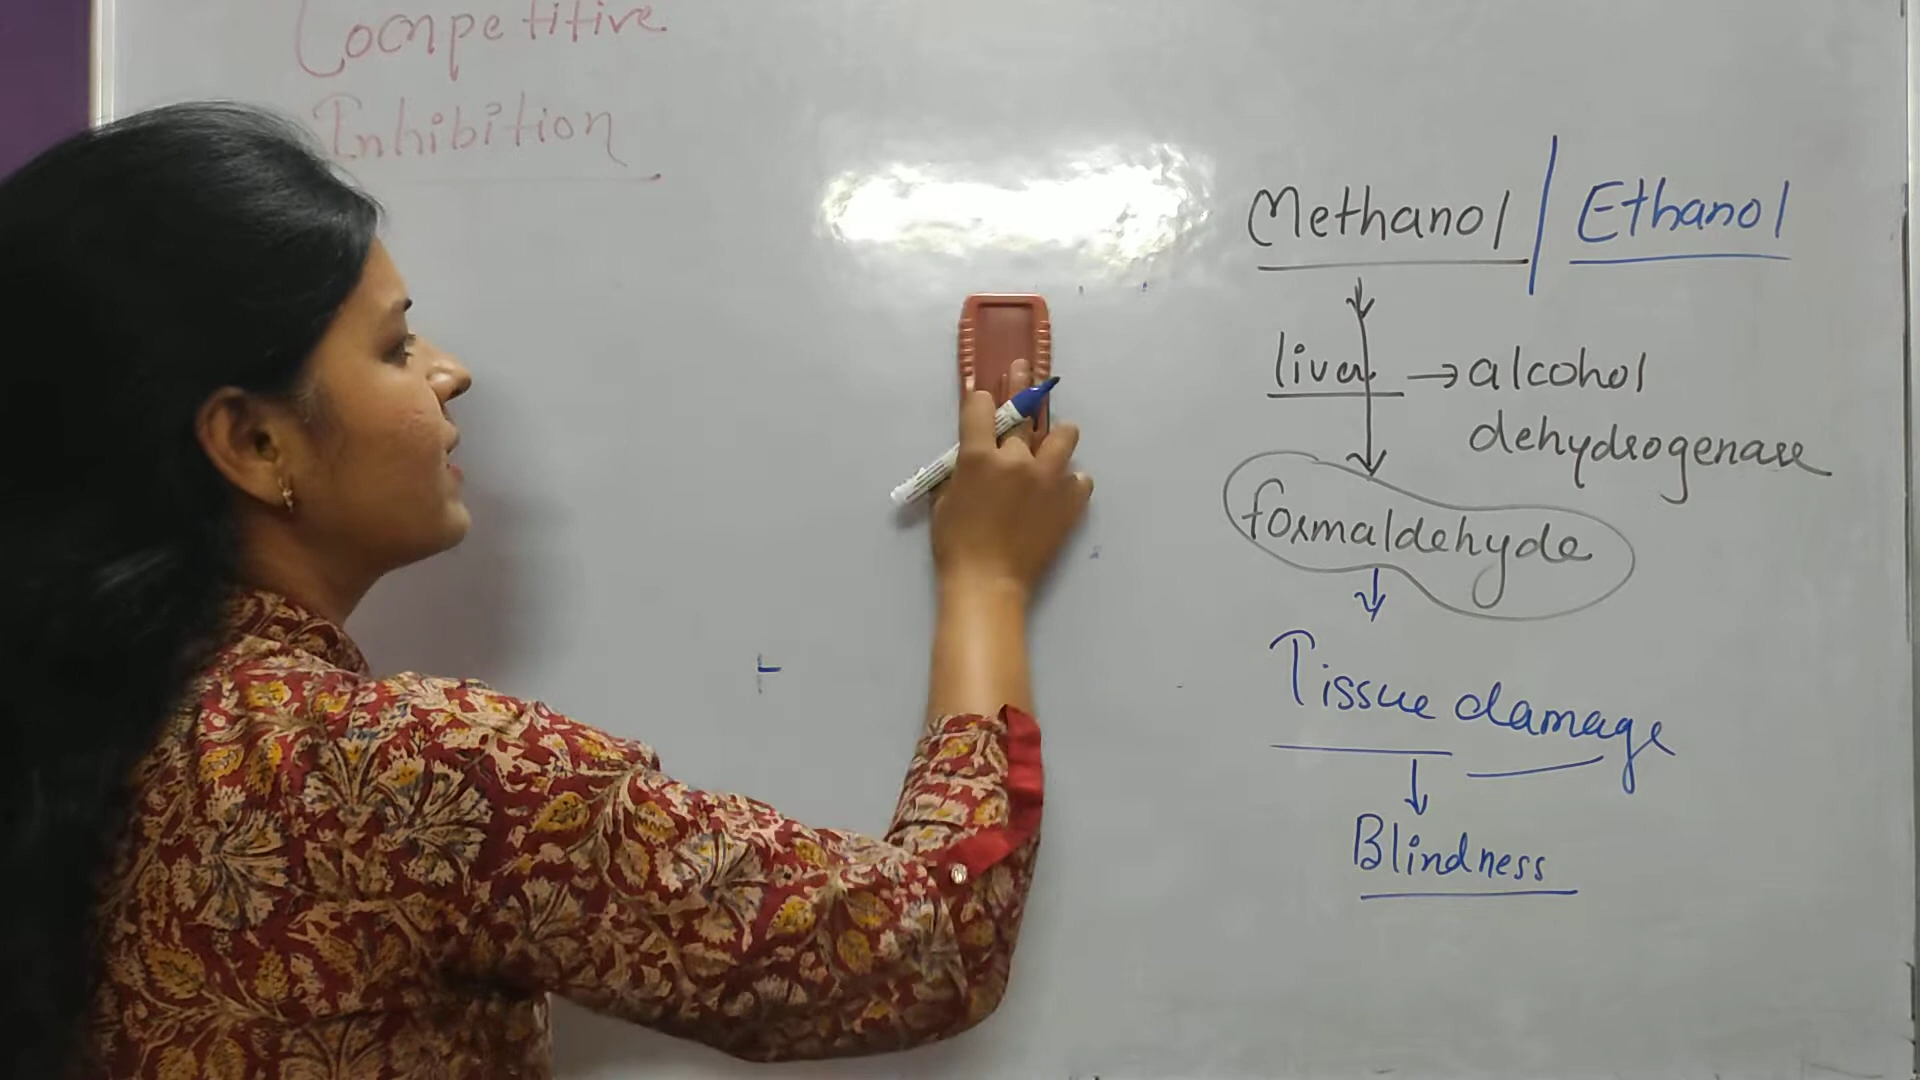 Competitive
Inhibition
Methanol / Ethanol
liver → alcohol
dehydrogenase
formaldehyde
Tissue damage
Blindness